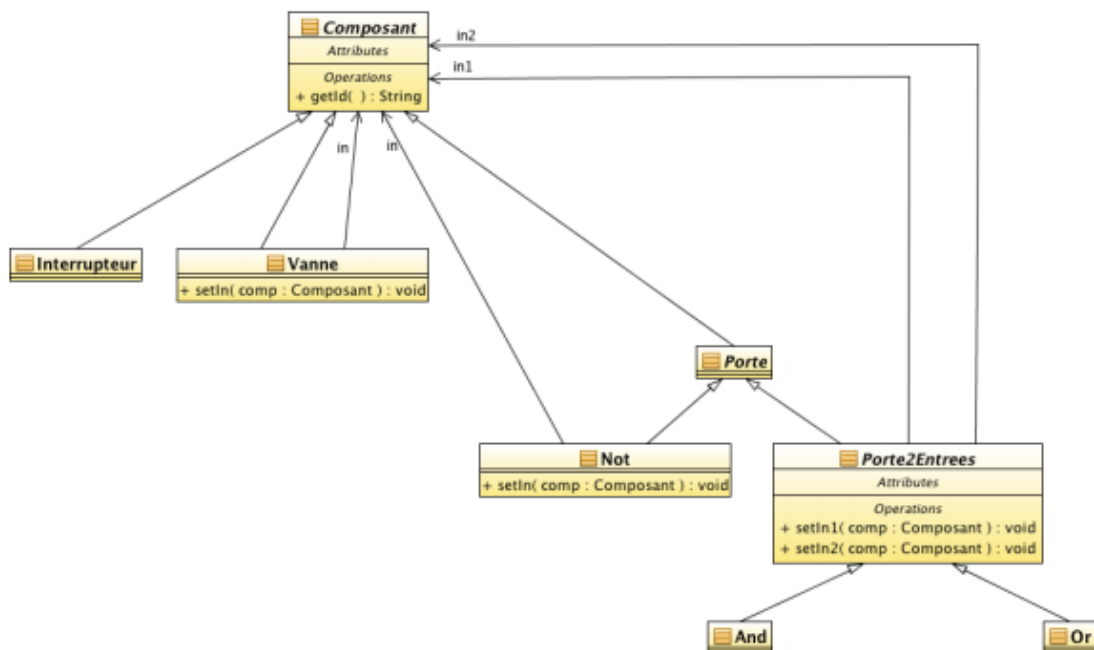 Composant
Attributes
Operations
+ getId( ) : String
in2
in1
in
in
Interrupteur
Vanne
+ setIn( comp : Composant ) : void
Porte
Not
+ setIn( comp : Composant ) : void
Porte2Entrees
Attributes
Operations
+ setIn1( comp : Composant ) : void
+ setIn2( comp : Composant ) : void
And
Or